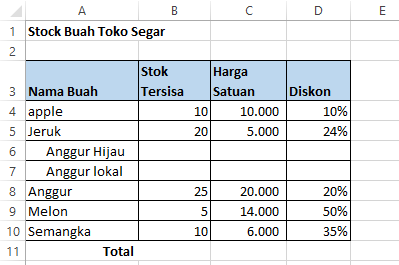 A B C D E
1 Stock Buah Toko Segar
2
Stok Harga
3 Nama Buah Tersisa Satuan Diskon
4 apple 10 10.000 10%
5 Jeruk 20 5.000 24%
6 Anggur Hijau
7 Anggur lokal
8 Anggur 25 20.000 20%
9 Melon 5 14.000 50%
10 Semangka 10 6.000 35%
11 Total